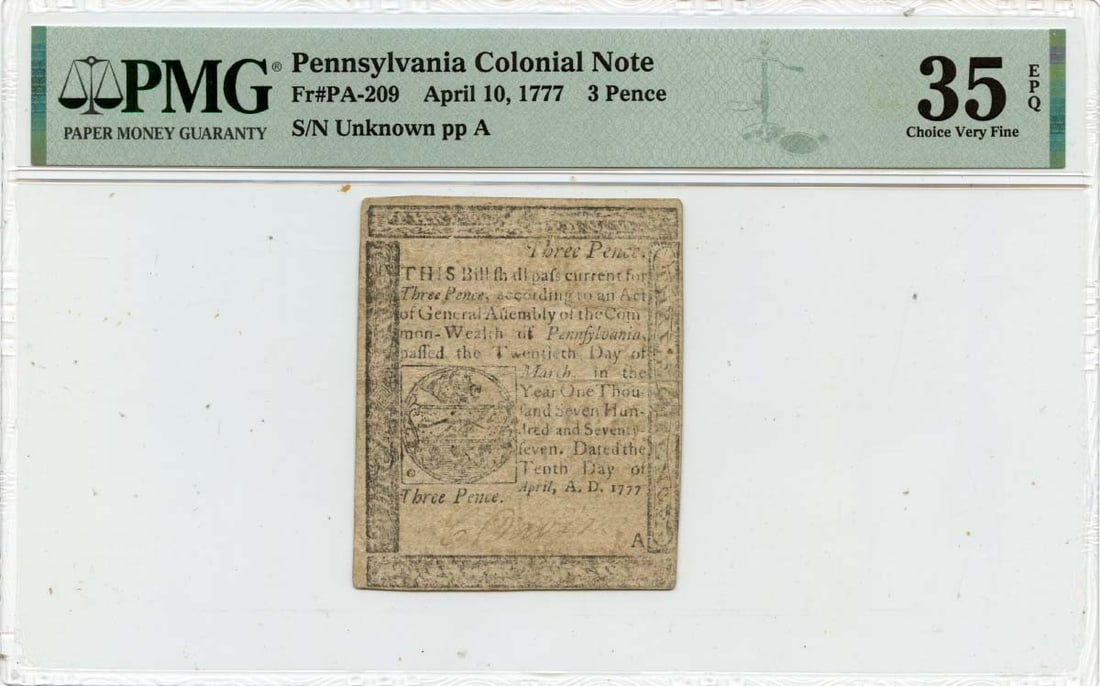 PMG®
PAPER MONEY GUARANTY
Pennsylvania Colonial Note
Fr#PA-209 April 10, 1777 3 Pence
S/N Unknown pp A
35 EPQ
Choice Very Fine
Three Pence.
THIS Bill ſhall paſs current for
Three Pence, according to an Act
of General Aſſembly of the Com
mon-Wealth of Pennſylvania,
paſſed the Twentieth Day of
March, in the
Year One Thou-
ſand Seven Hun-
dred and Seventy-
ſeven. Dated the
Tenth Day of
April, A. D. 1777
Three Pence.
A